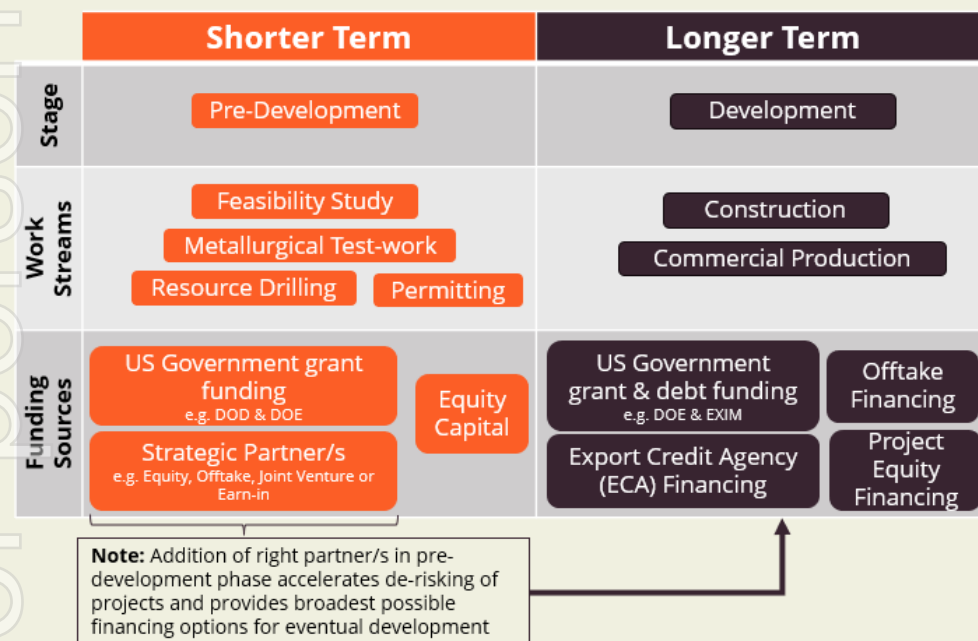 Shorter Term
Longer Term
Stage
Pre-Development
Development
Work
Streams
Feasibility Study
Metallurgical Test-work
Resource Drilling
Permitting
Construction
Commercial Production
Funding
Sources
US Government grant
funding
e.g. DOD & DOE
Strategic Partner/s
e.g. Equity, Offtake, Joint Venture or
Earn-in
Equity
Capital
US Government
grant & debt funding
e.g. DOE & EXIM
Export Credit Agency
(ECA) Financing
Offtake
Financing
Project
Equity
Financing
Note: Addition of right partner/s in pre-
development phase accelerates de-risking of
projects and provides broadest possible
financing options for eventual development